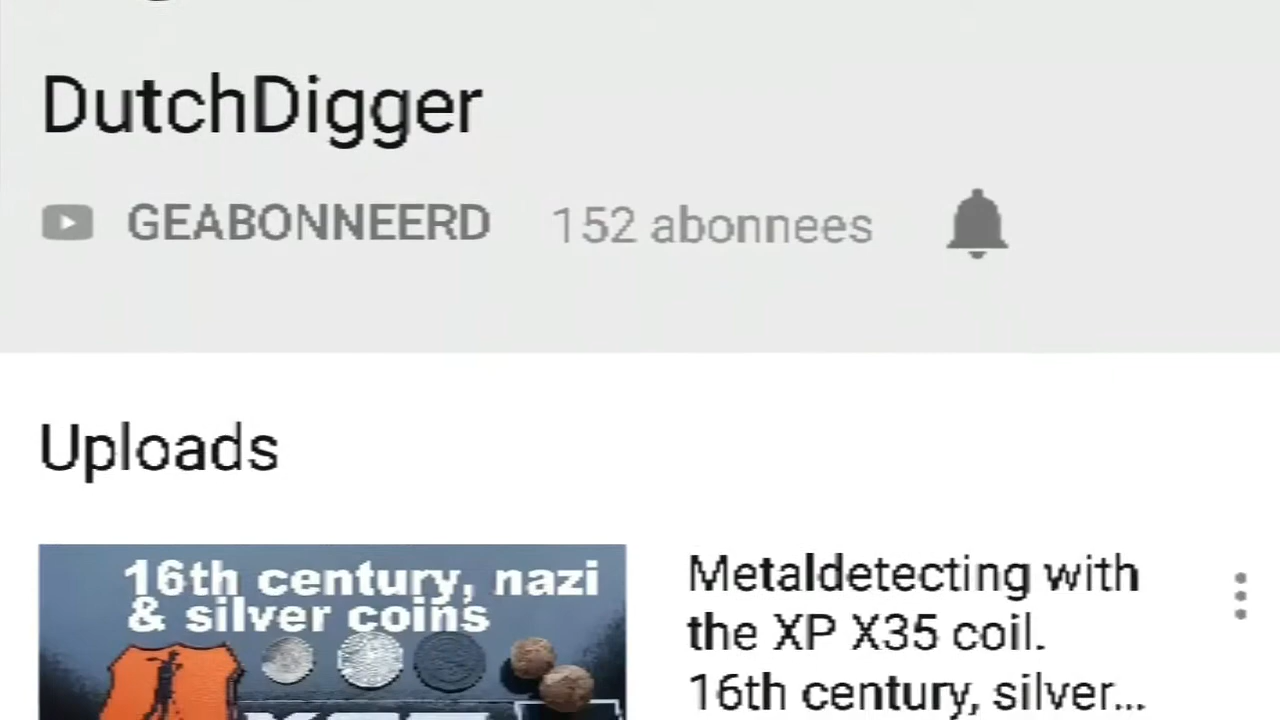 DutchDigger
GEABONNEERD 152 abonnees
Uploads
16th century, nazi
& silver coins
Metaldetecting with
the XP X35 coil.
16th century, silver...